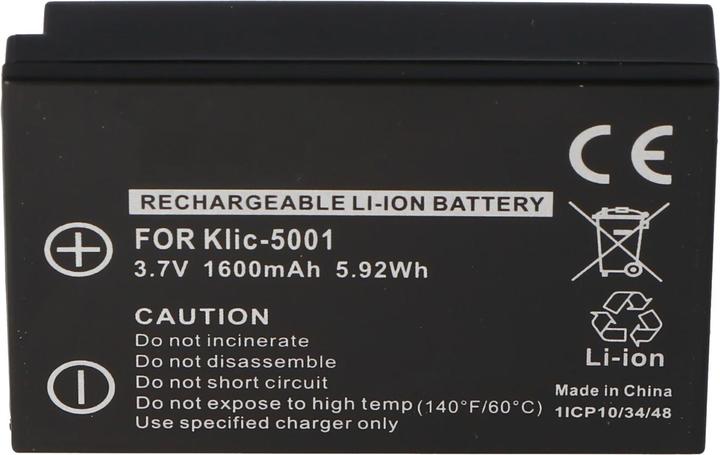 CE
RECHARGEABLE LI-ION BATTERY
FOR Klic-5001
3.7V 1600mAh 5.92Wh
CAUTION
Do not incinerate
Do not disassemble
Do not short circuit
Do not expose to high temp (140°F/60°C)
Use specified charger only
Li-ion
Made in China
1ICP10/34/48